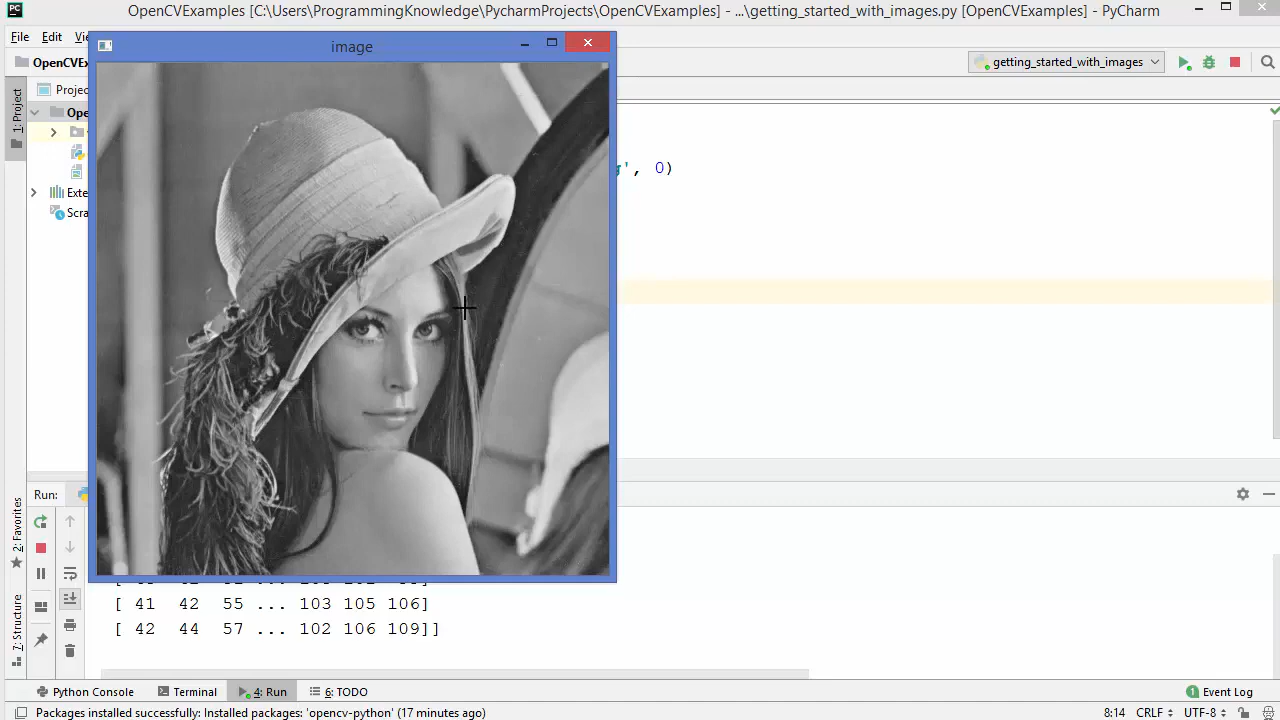 PC
OpenCVExamples [C:\Users\ProgrammingKnowledge\PycharmProjects\OpenCVExamples] - ...\getting_started_with_images.py [OpenCVExamples] - PyCharm
File Edit
image
OpenCVEx
getting_started_with_images
1: Project
Projec
Ope
', 0)
Exte
Scra
Run:
2: Favorites
7: Structure
[ 41 42 55 ... 103 105 106]
[ 42 44 57 ... 102 106 109]]
Python Console Terminal 4: Run 6: TODO 1 Event Log
Packages installed successfully: Installed packages: 'opencv-python' (17 minutes ago) 8:14 CRLF UTF-8